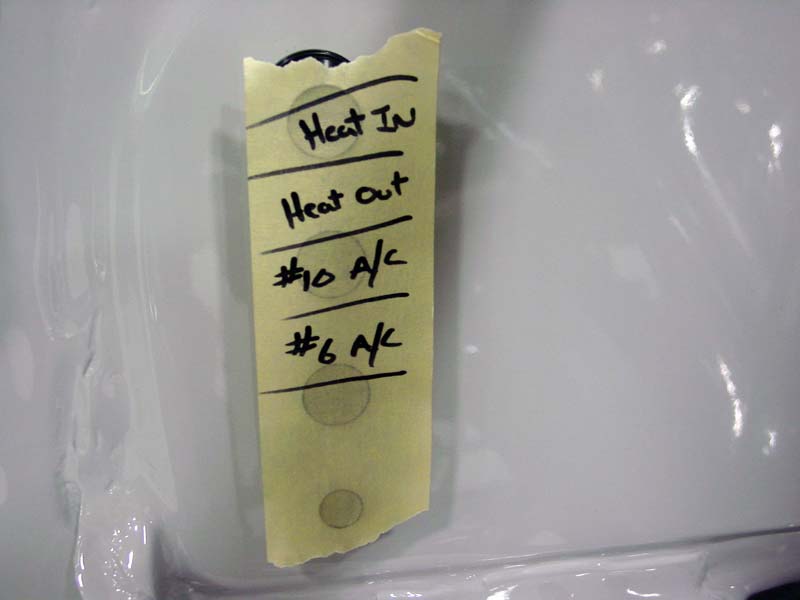 Heat IN
Heat Out
#10 A/C
#6 A/C